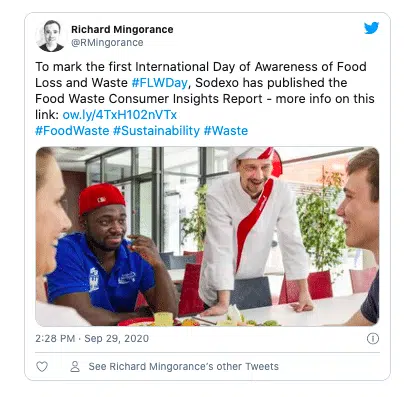 Richard Mingorance
@RMingorance
To mark the first International Day of Awareness of Food
Loss and Waste #FLWDay, Sodexo has published the
Food Waste Consumer Insights Report - more info on this
link: ow.ly/4TxH102nVTx
#FoodWaste #Sustainability #Waste
2:28 PM · Sep 29, 2020
See Richard Mingorance's other Tweets